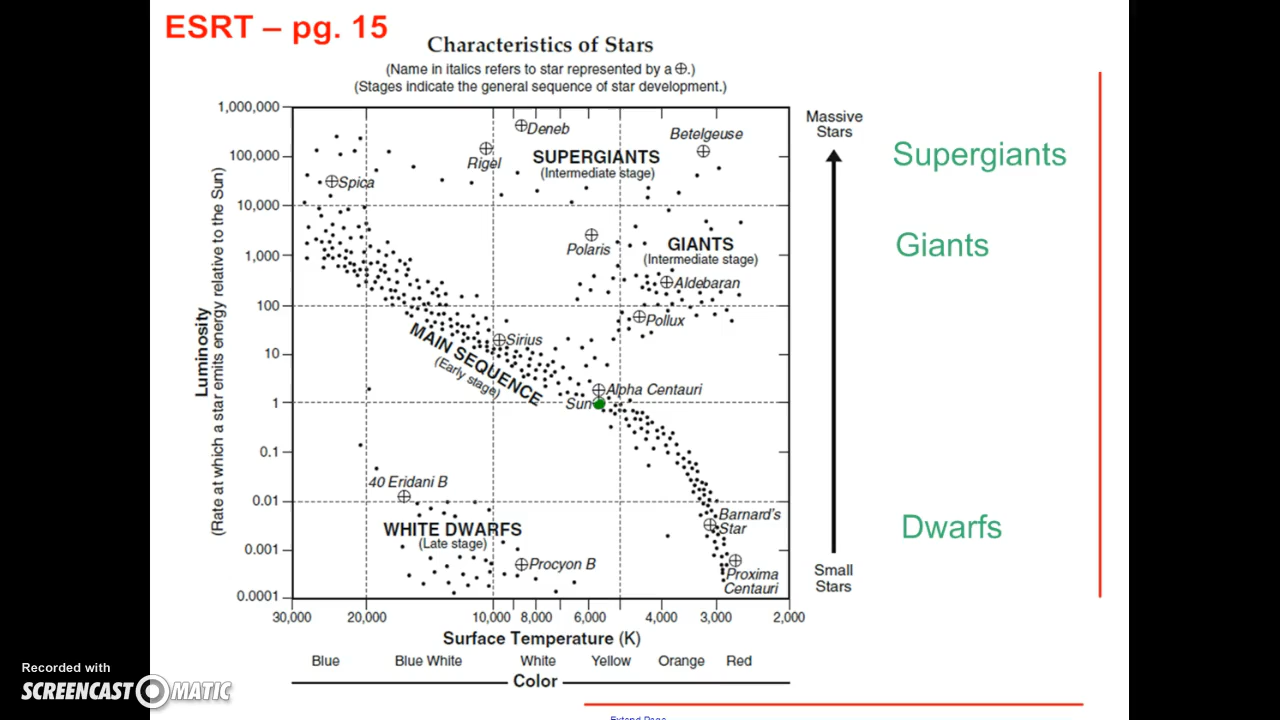 ESRT – pg. 15
Characteristics of Stars
(Name in italics refers to star represented by a ⊕.)
(Stages indicate the general sequence of star development.)
1,000,000
100,000
10,000
1,000
100
10
1
0.1
0.01
0.001
0.0001
Luminosity
(Rate at which a star emits energy relative to the Sun)
Deneb
Betelgeuse
Rigel
SUPERGIANTS
(Intermediate stage)
Spica
Polaris
GIANTS
(Intermediate stage)
Aldebaran
Pollux
Sirius
MAIN SEQUENCE
(Early stage)
Alpha Centauri
Sun
40 Eridani B
WHITE DWARFS
(Late stage)
Procyon B
Barnard's
Star
Proxima
Centauri
30,000 20,000 10,000 8,000 6,000 4,000 3,000 2,000
Surface Temperature (K)
Blue Blue White White Yellow Orange Red
Color
Massive
Stars
Small
Stars
Supergiants
Giants
Dwarfs
Recorded with
SCREENCAST MATIC
Extend Page